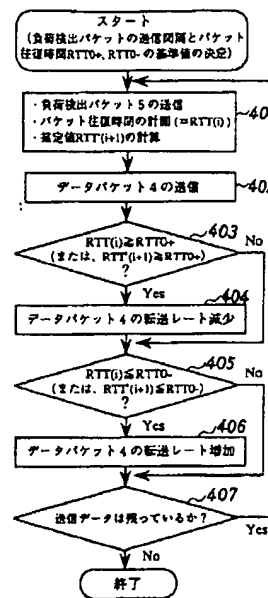 スタート
(負荷検出パケットの送信間隔とパケット
往復時間RTT0+, RTT0-の基準値の決定)
・負荷検出パケット5の送信
・パケット往復時間の計測(=RTT(i))
・推定値RTT'(i+1)の計算
データパケット4の送信
403
RTT(i)≧RTT0+
(または、RTT'(i+1)≧RTT0+)
?
No
Yes
404
データパケット4の転送レート減少
405
RTT(i)≦RTT0-
(または、RTT'(i+1)≦RTT0-)
?
No
Yes
406
データパケット4の転送レート増加
407
送信データは残っているか?
Yes
No
終了